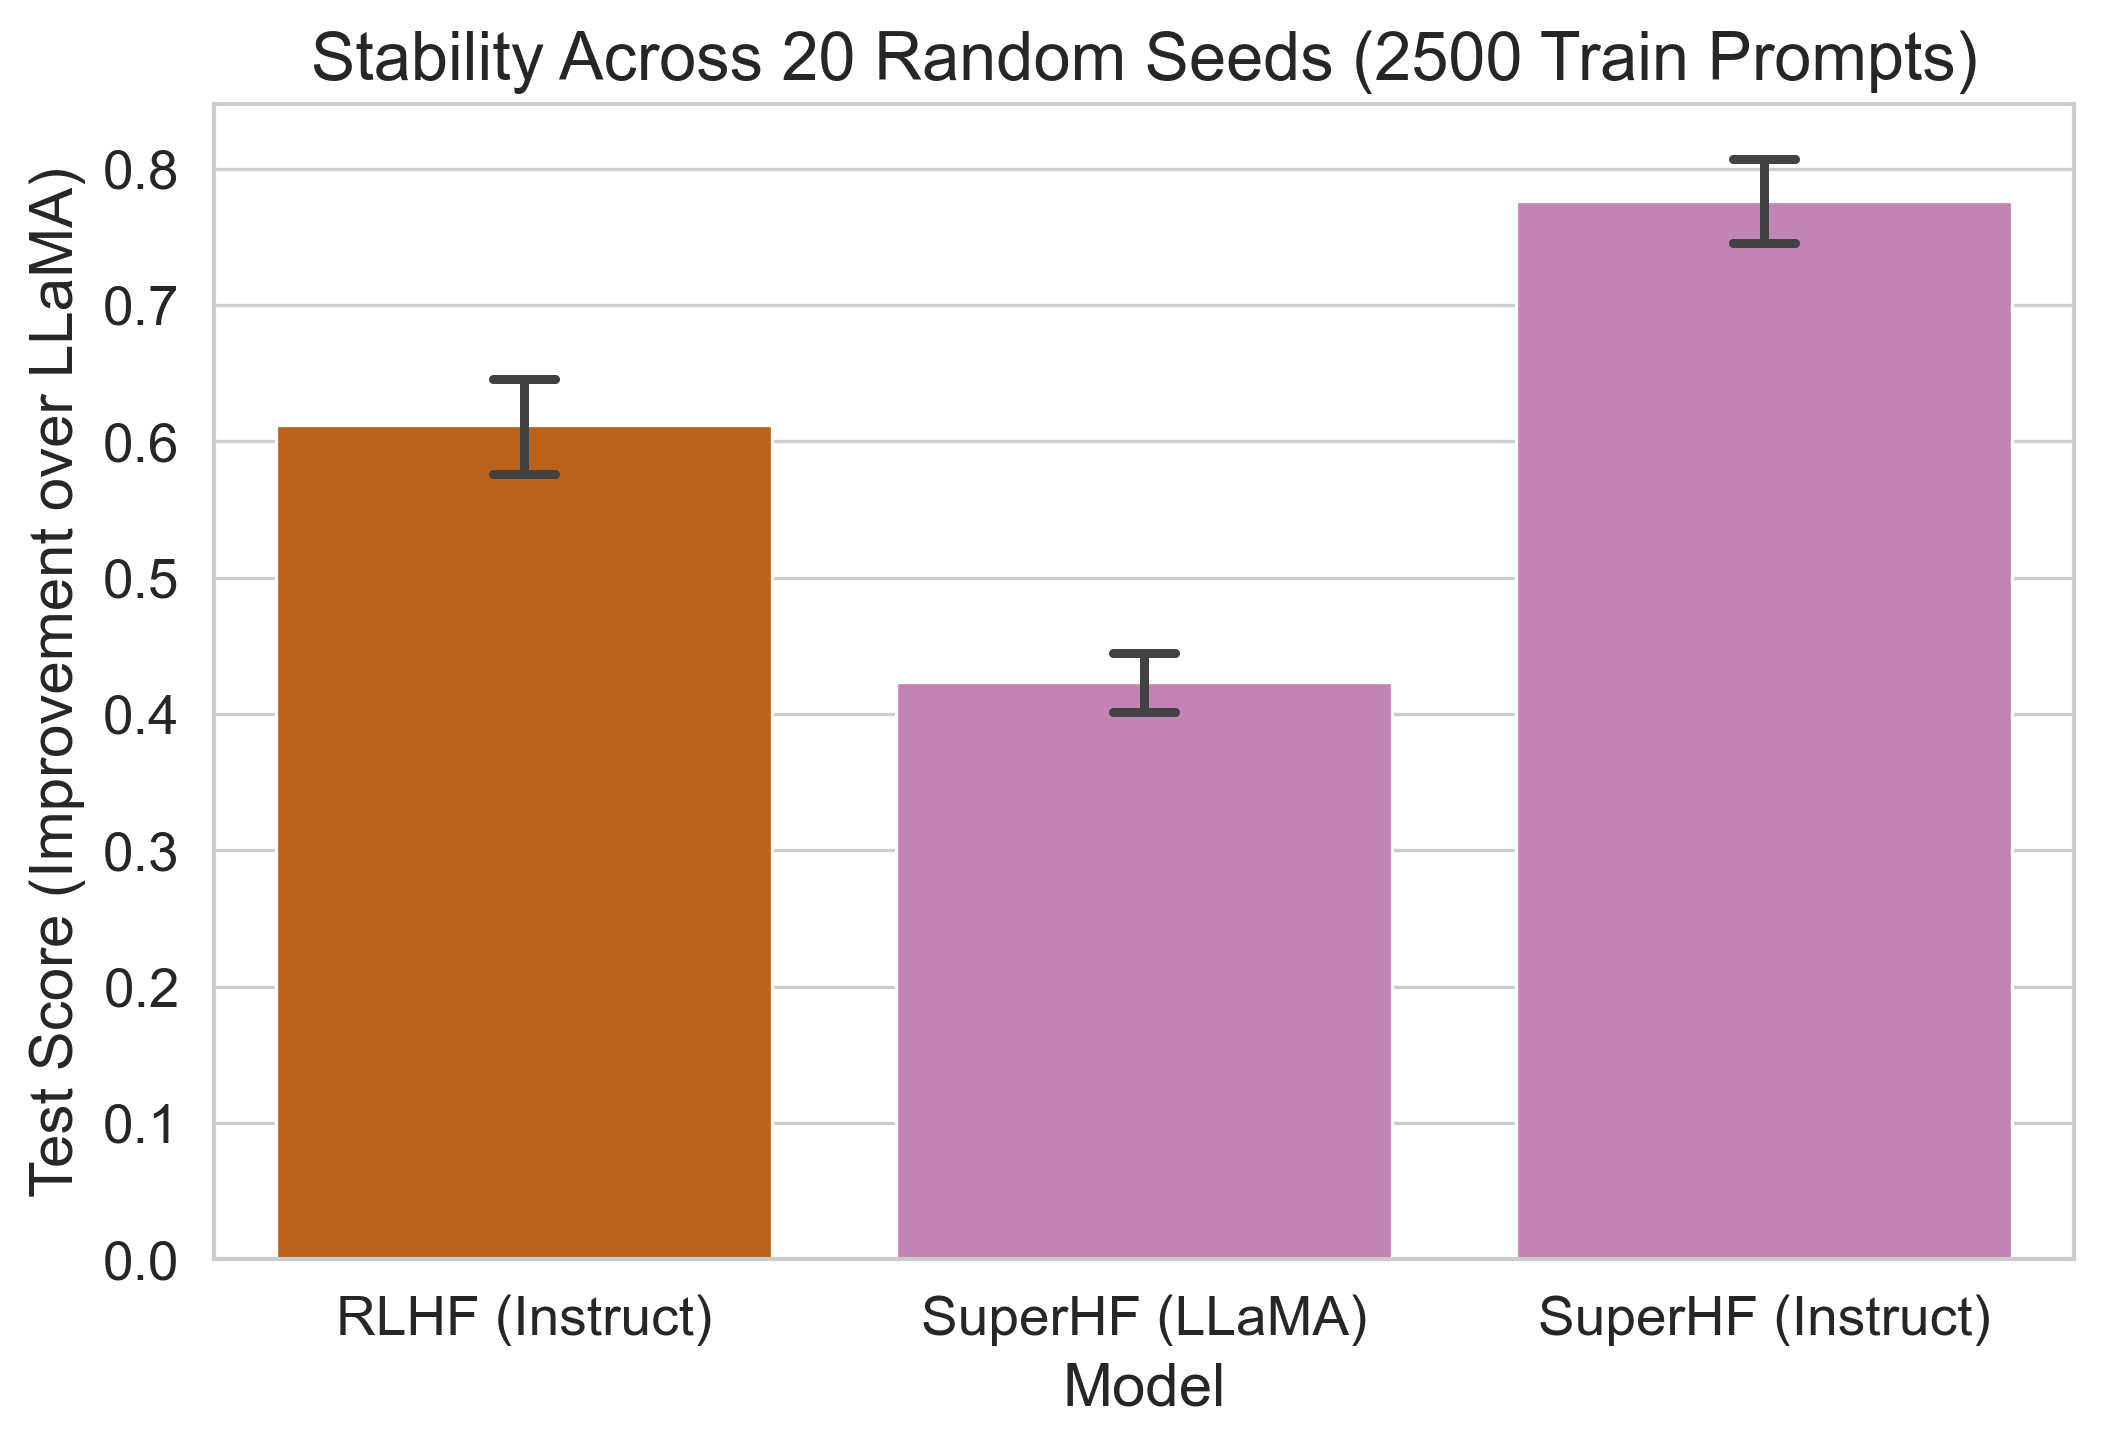 Stability Across 20 Random Seeds (2500 Train Prompts)
Test Score (Improvement over LLaMA)
0.8
0.7
0.6
0.5
0.4
0.3
0.2
0.1
0.0
RLHF (Instruct)
SuperHF (LLaMA)
SuperHF (Instruct)
Model